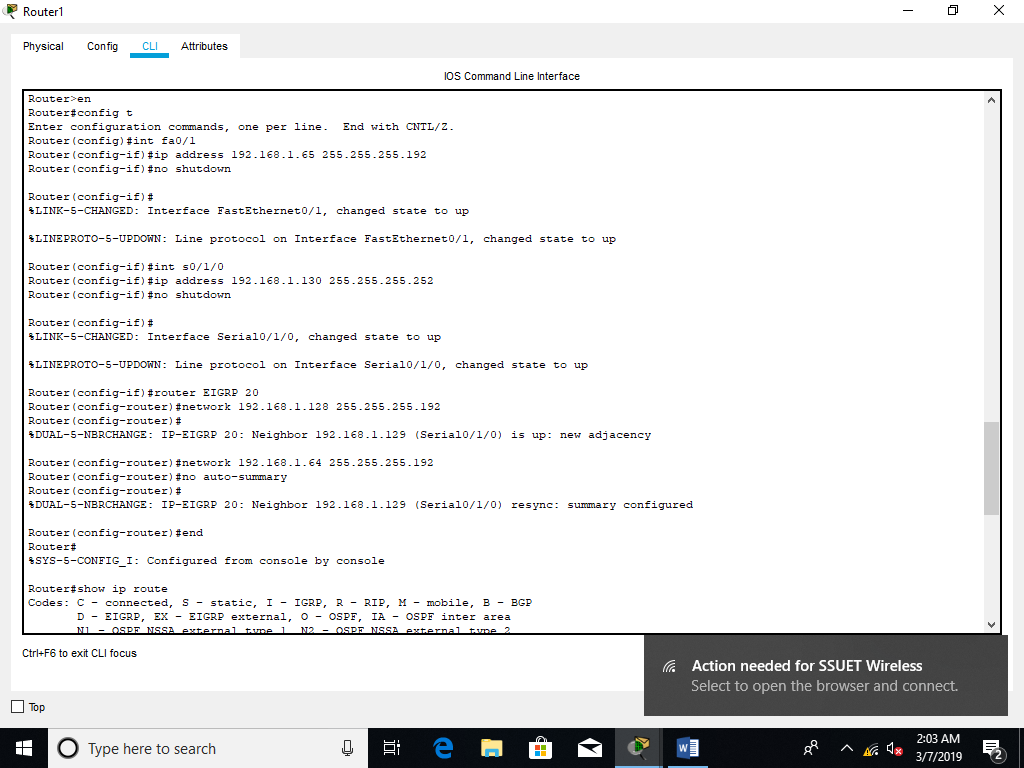 Router1
Physical Config CLI Attributes
IOS Command Line Interface
Router>en
Router#config t
Enter configuration commands, one per line.  End with CNTL/Z.
Router(config)#int fa0/1
Router(config-if)#ip address 192.168.1.65 255.255.255.192
Router(config-if)#no shutdown
Router(config-if)#
%LINK-5-CHANGED: Interface FastEthernet0/1, changed state to up
%LINEPROTO-5-UPDOWN: Line protocol on Interface FastEthernet0/1, changed state to up
Router(config-if)#int s0/1/0
Router(config-if)#ip address 192.168.1.130 255.255.255.252
Router(config-if)#no shutdown
Router(config-if)#
%LINK-5-CHANGED: Interface Serial0/1/0, changed state to up
%LINEPROTO-5-UPDOWN: Line protocol on Interface Serial0/1/0, changed state to up
Router(config-if)#router EIGRP 20
Router(config-router)#network 192.168.1.128 255.255.255.192
Router(config-router)#
%DUAL-5-NBRCHANGE: IP-EIGRP 20: Neighbor 192.168.1.129 (Serial0/1/0) is up: new adjacency
Router(config-router)#network 192.168.1.64 255.255.255.192
Router(config-router)#no auto-summary
Router(config-router)#
%DUAL-5-NBRCHANGE: IP-EIGRP 20: Neighbor 192.168.1.129 (Serial0/1/0) resync: summary configured
Router(config-router)#end
Router#
%SYS-5-CONFIG_I: Configured from console by console
Router#show ip route
Codes: C - connected, S - static, I - IGRP, R - RIP, M - mobile, B - BGP
D - EIGRP, EX - EIGRP external, O - OSPF, IA - OSPF inter area
N1 - OSPF NSSA external type 1, N2 - OSPF NSSA external type 2
Ctrl+F6 to exit CLI focus
Action needed for SSUET Wireless
Select to open the browser and connect.
Top
Type here to search
2:03 AM
3/7/2019
2